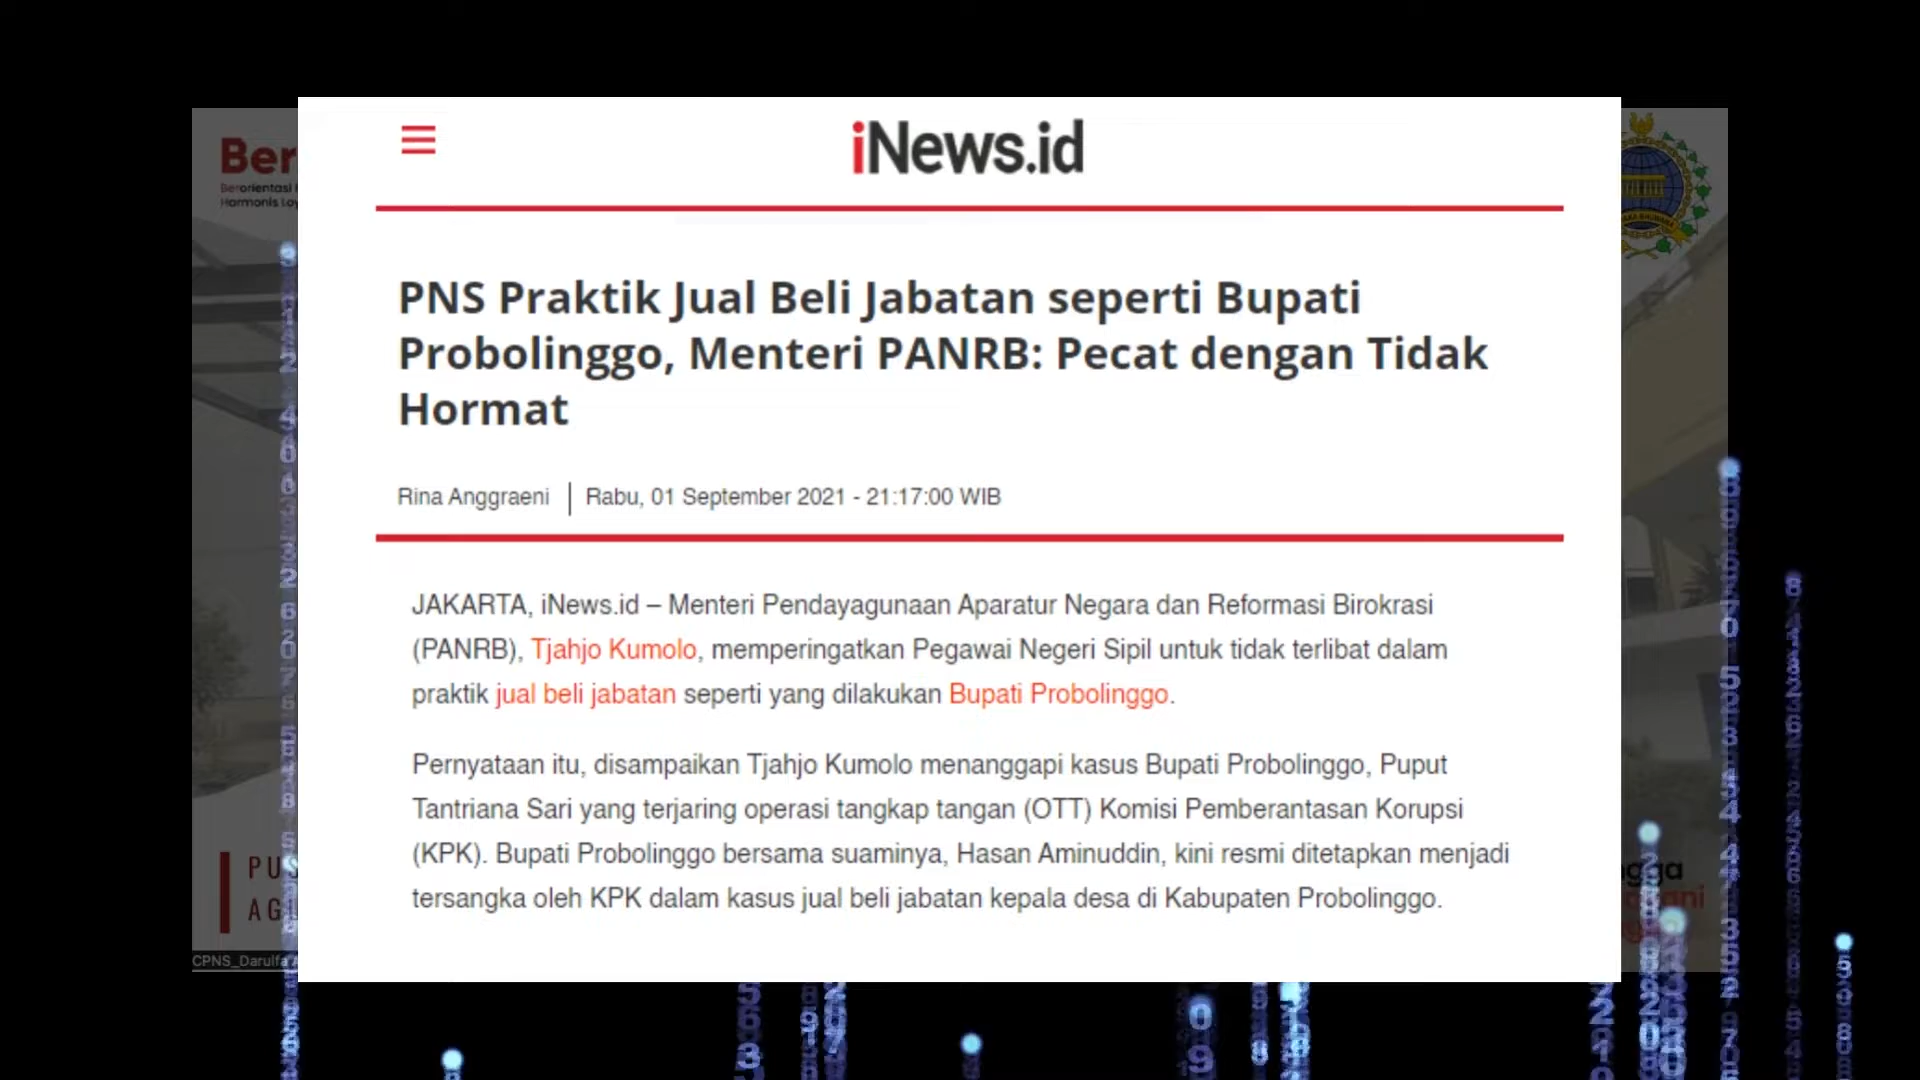 iNews.id
PNS Praktik Jual Beli Jabatan seperti Bupati
Probolinggo, Menteri PANRB: Pecat dengan Tidak
Hormat
Rina Anggraeni | Rabu, 01 September 2021 - 21:17:00 WIB
JAKARTA, iNews.id – Menteri Pendayagunaan Aparatur Negara dan Reformasi Birokrasi
(PANRB), Tjahjo Kumolo, memperingatkan Pegawai Negeri Sipil untuk tidak terlibat dalam
praktik jual beli jabatan seperti yang dilakukan Bupati Probolinggo.
Pernyataan itu, disampaikan Tjahjo Kumolo menanggapi kasus Bupati Probolinggo, Puput
Tantriana Sari yang terjaring operasi tangkap tangan (OTT) Komisi Pemberantasan Korupsi
(KPK). Bupati Probolinggo bersama suaminya, Hasan Aminuddin, kini resmi ditetapkan menjadi
tersangka oleh KPK dalam kasus jual beli jabatan kepala desa di Kabupaten Probolinggo.
Ber
Berorientasi
Harmonis